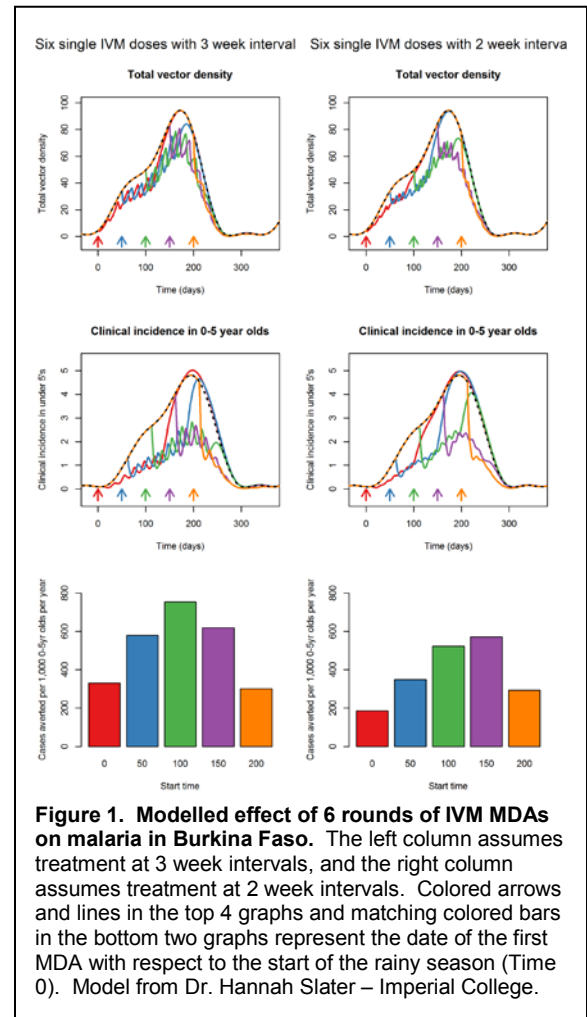 Six single IVM doses with 3 week interval
Six single IVM doses with 2 week interva
Total vector density
Total vector density
Total vector density
100
80
60
40
20
0
0
100
200
300
Time (days)
Total vector density
100
80
60
40
20
0
0
100
200
300
Time (days)
Clinical incidence in 0-5 year olds
Clinical incidence in 0-5 year olds
Clinical incidence in under 5's
5
4
3
2
1
0
0
100
200
300
Time (days)
Clinical incidence in under 5's
5
4
3
2
1
0
0
100
200
300
Time (days)
Cases averted per 1,000 0-5yr olds per year
800
600
400
200
0
0
50
100
150
200
Start time
Cases averted per 1,000 0-5yr olds per year
800
600
400
200
0
0
50
100
150
200
Start time
Figure 1. Modelled effect of 6 rounds of IVM MDAs
on malaria in Burkina Faso. The left column assumes
treatment at 3 week intervals, and the right column
assumes treatment at 2 week intervals. Colored arrows
and lines in the top 4 graphs and matching colored bars
in the bottom two graphs represent the date of the first
MDA with respect to the start of the rainy season (Time
0). Model from Dr. Hannah Slater – Imperial College.